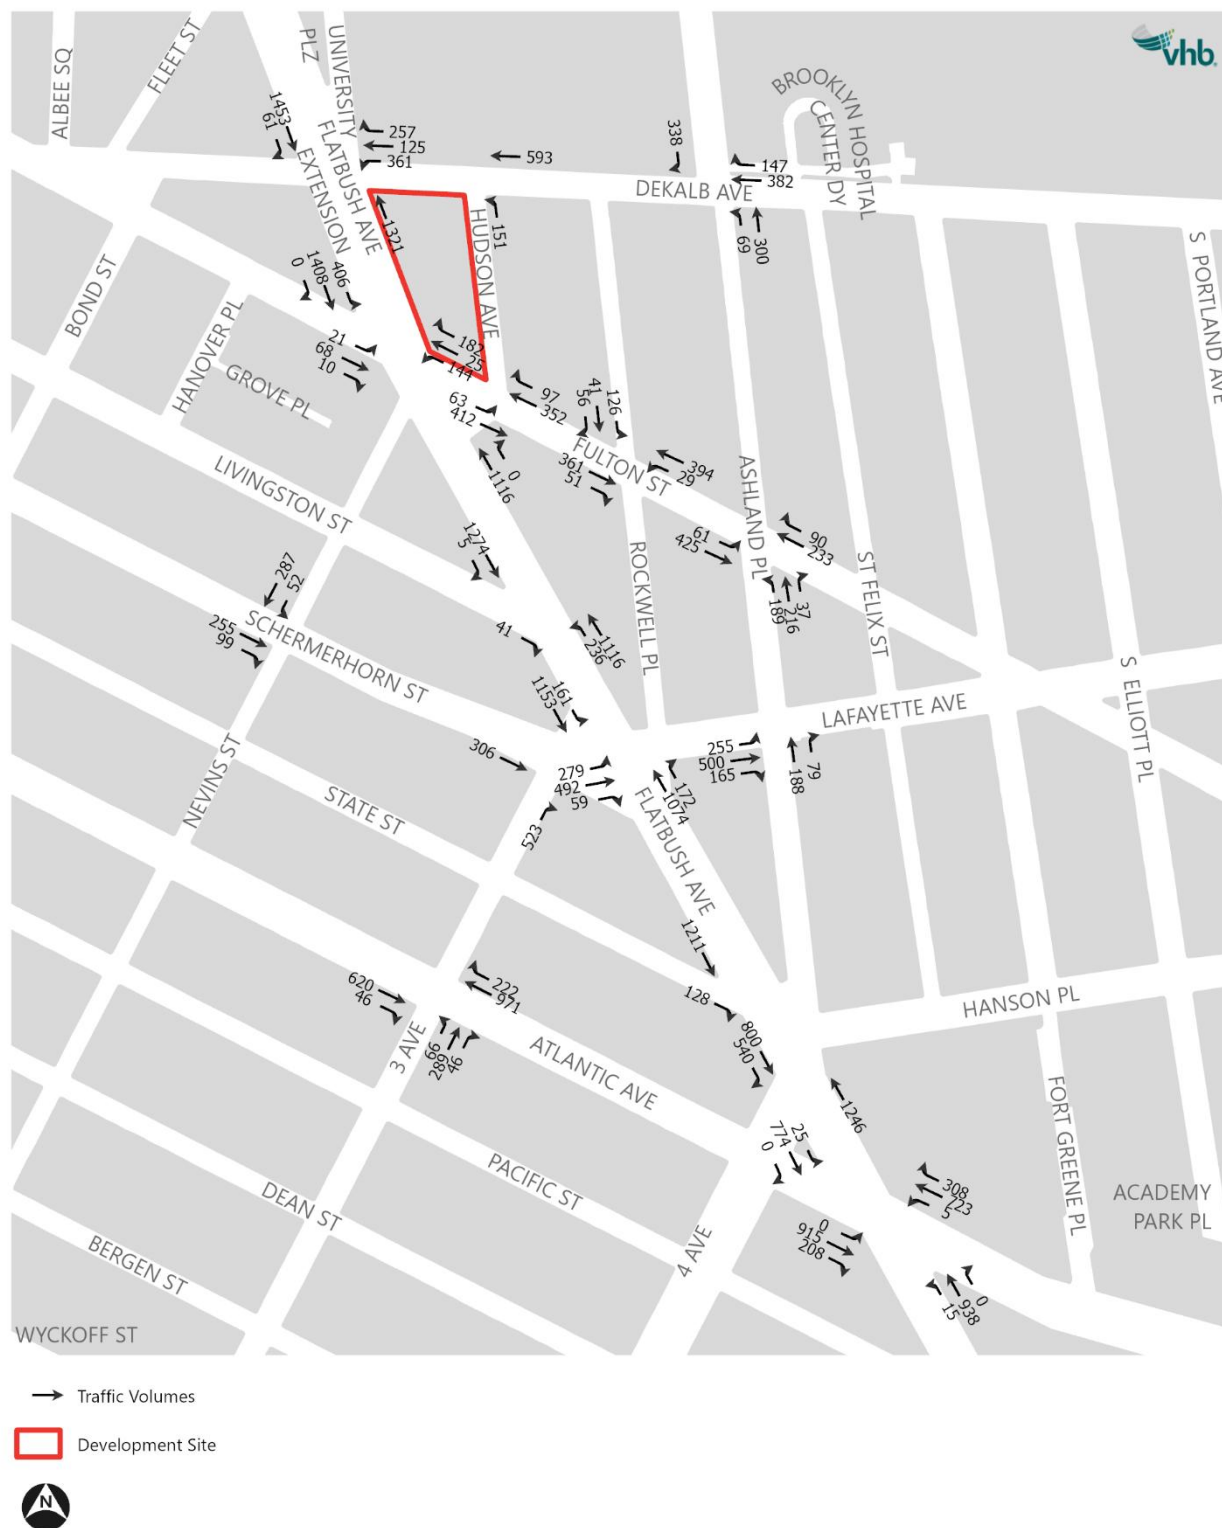 vhb.
ALBEE SQ
FLEET ST
PLZ
UNIVERSITY
FLATBUSH AVE
EXTENSION
BROOKLYN HOSPITAL
CENTER DY
1453
61
257
125
361
593
338
147
382
DEKALB AVE
69
300
151
HUDSON AVE
1321
S PORTLAND AVE
BOND ST
HANOVER PL
GROVE PL
0
1408
406
21
68
10
182
25
144
63
412
97
352
56
41
126
FULTON ST
361
51
394
29
0
1116
ASHLAND PL
61
425
90
233
189
216
37
LIVINGSTON ST
1274
5
ROCKWELL PL
ST FELIX ST
287
52
255
99
SCHERMERHORN ST
41
236
1116
1153
161
LAFAYETTE AVE
S ELLIOTT PL
306
279
492
59
255
500
165
188
79
172
1074
NEVINS ST
STATE ST
523
FLATBUSH AVE
1211
128
HANSON PL
620
46
222
971
66
289
46
3 AVE
ATLANTIC AVE
800
540
1246
FORT GREENE PL
0
774
25
PACIFIC ST
DEAN ST
BERGEN ST
4 AVE
308
223
5
0
915
208
15
938
0
ACADEMY
PARK PL
WYCKOFF ST
Traffic Volumes
Development Site
N